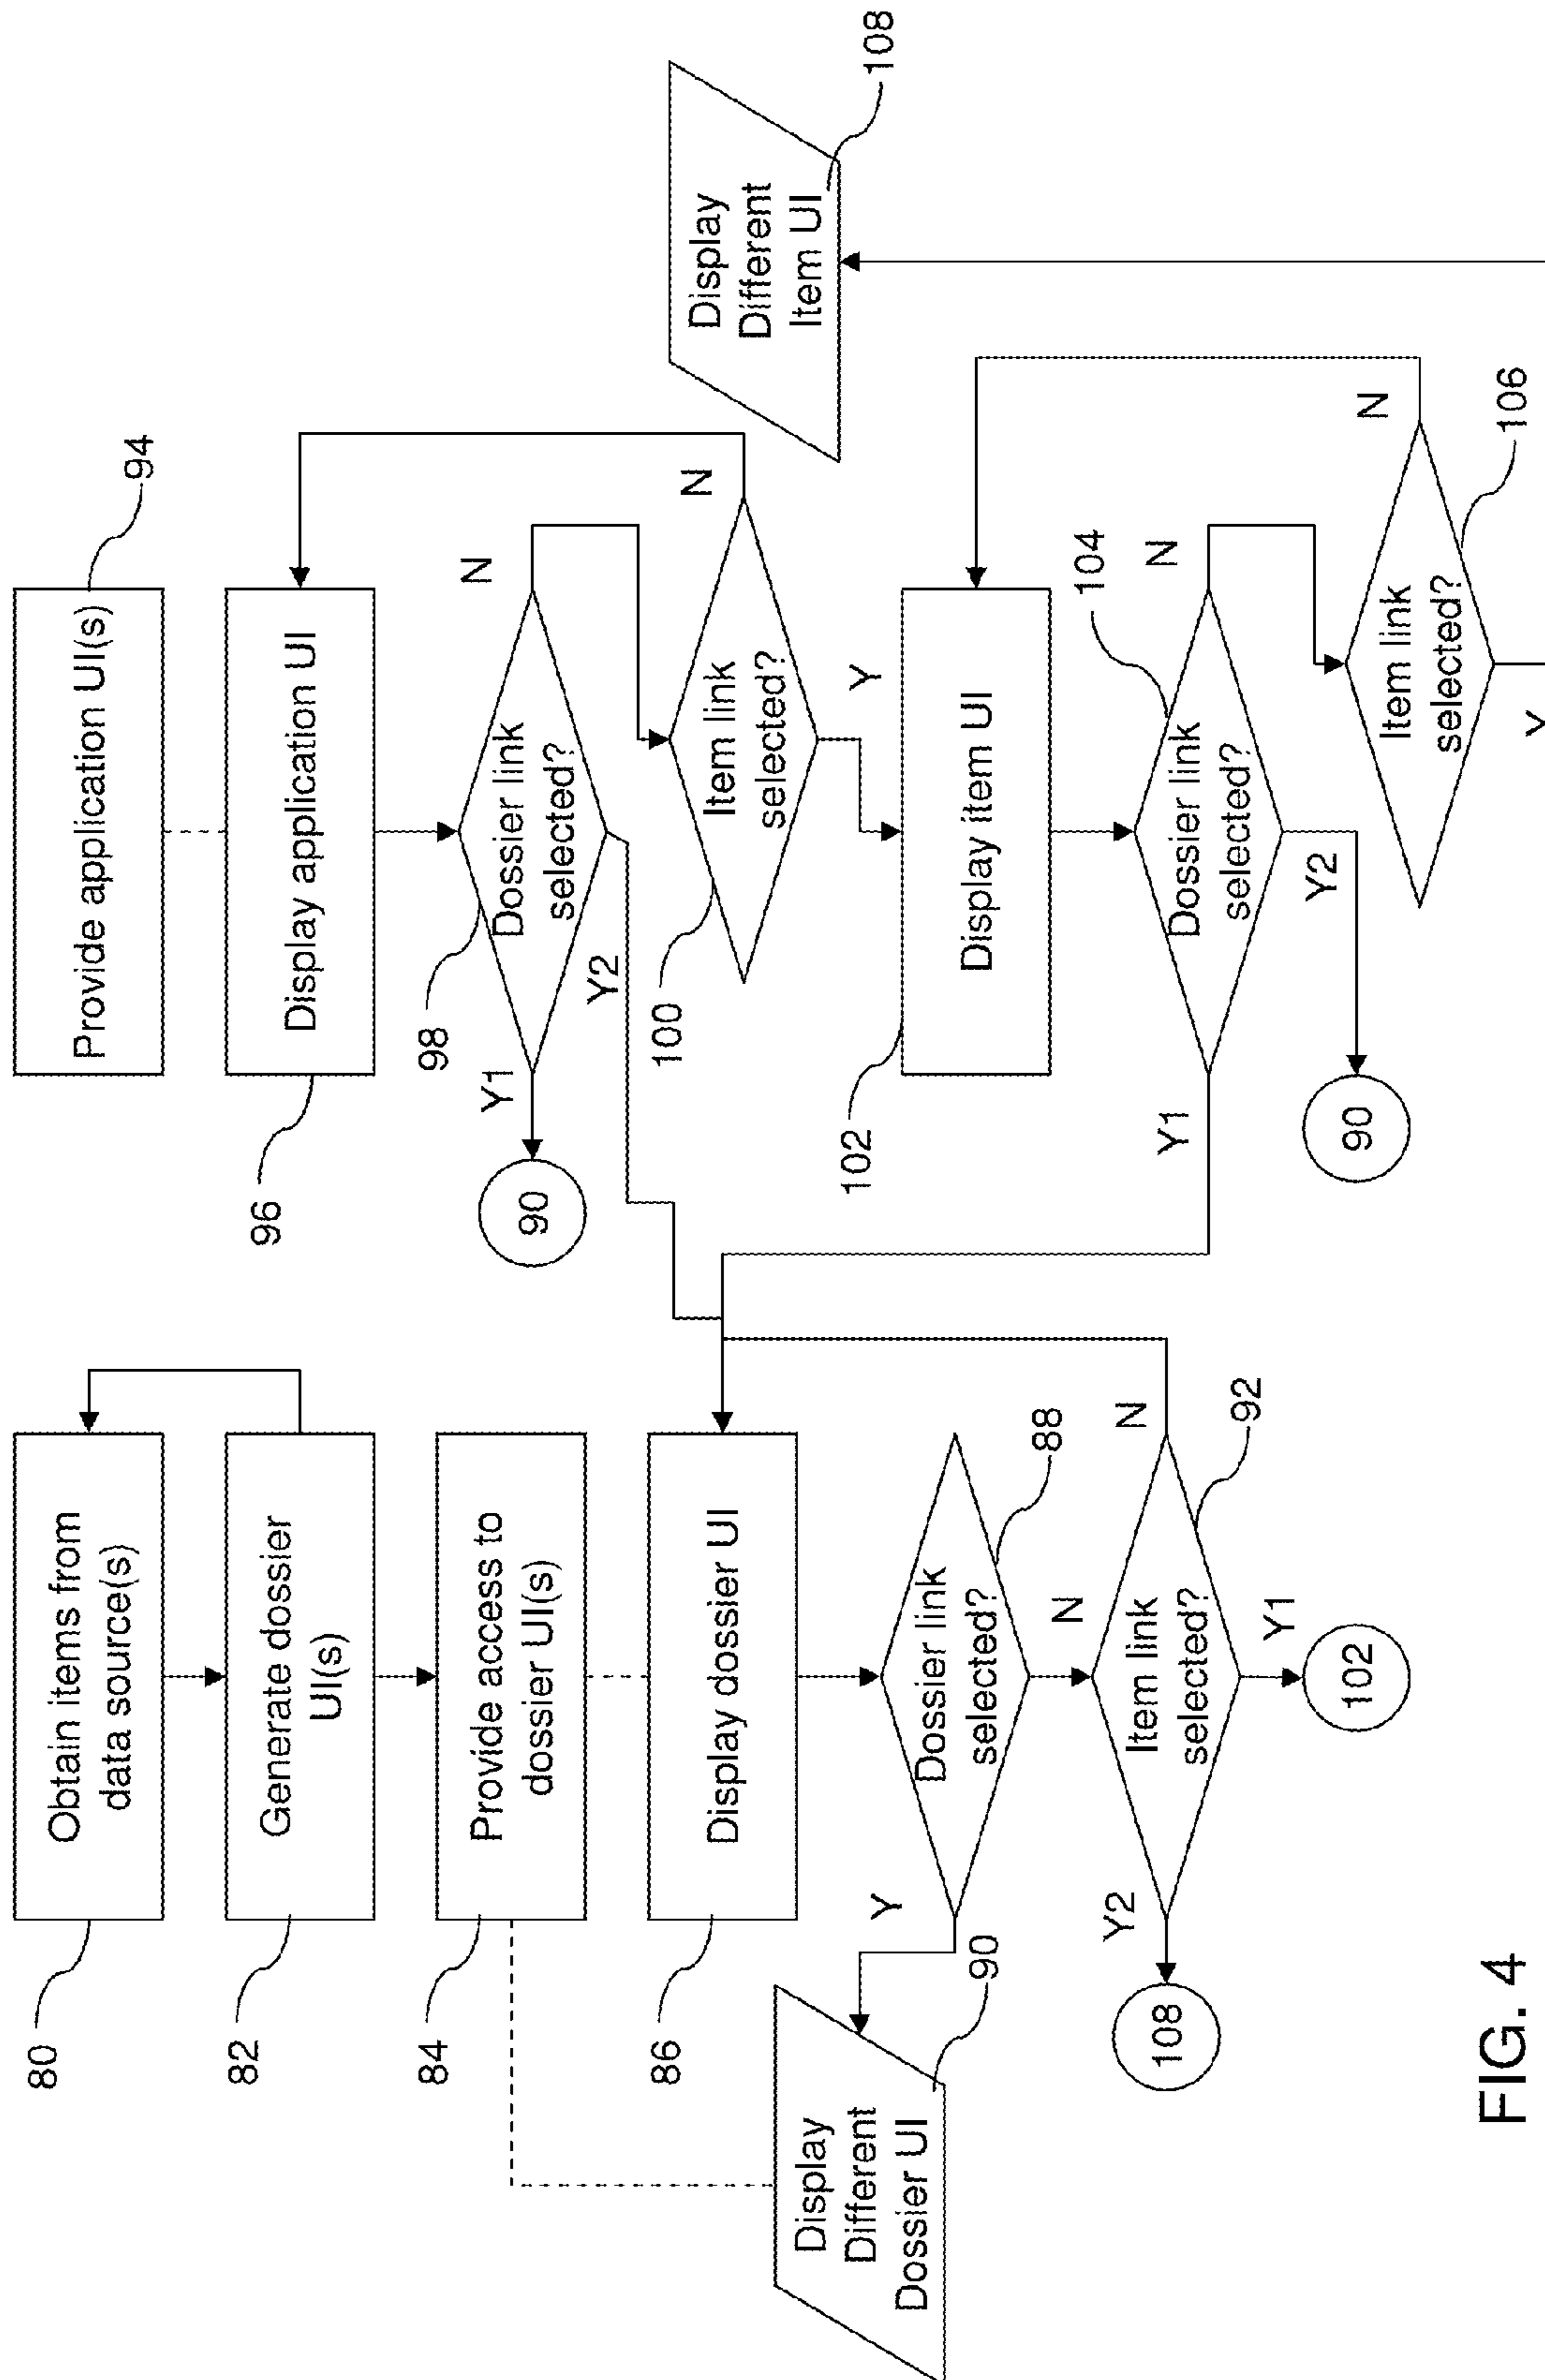 80
Obtain items from
data source(s)
82
Generate dossier
UI(s)
84
Provide access to
dossier UI(s)
86
Display dossier UI
Dossier link
selected?
88
Y
N
Display
Different
Dossier UI
90
Item link
selected?
92
N
Y2
Y1
108
102
Provide application UI(s)
94
Display application UI
96
98
Dossier link
selected?
N
Y1
Y2
90
100
Item link
selected?
N
Y
102
Display item UI
104
Dossier link
selected?
N
Y1
Y2
90
Item link
selected?
106
N
Y
Display
Different
Item UI
108
FIG. 4